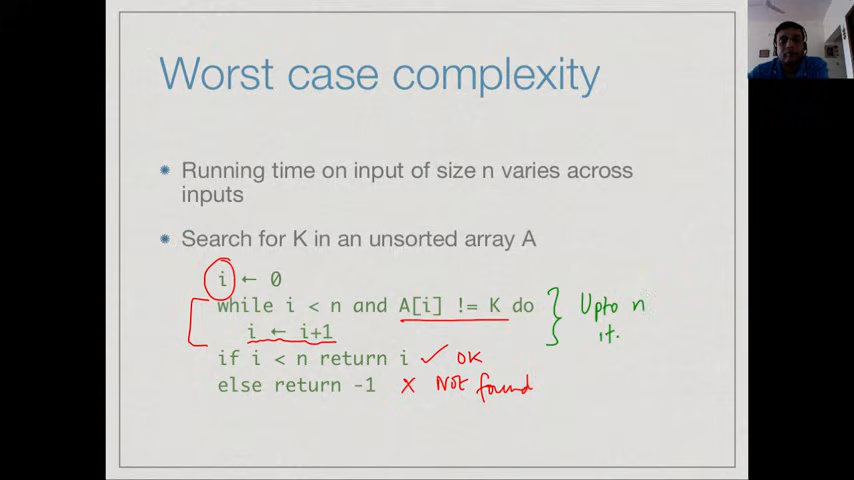 Worst case complexity
Running time on input of size n varies across
inputs
Search for K in an unsorted array A
i ← 0
while i < n and A[i] != K do
i ← i+1
if i < n return i ✓ OK
else return -1 × Not found
Upto n
it.